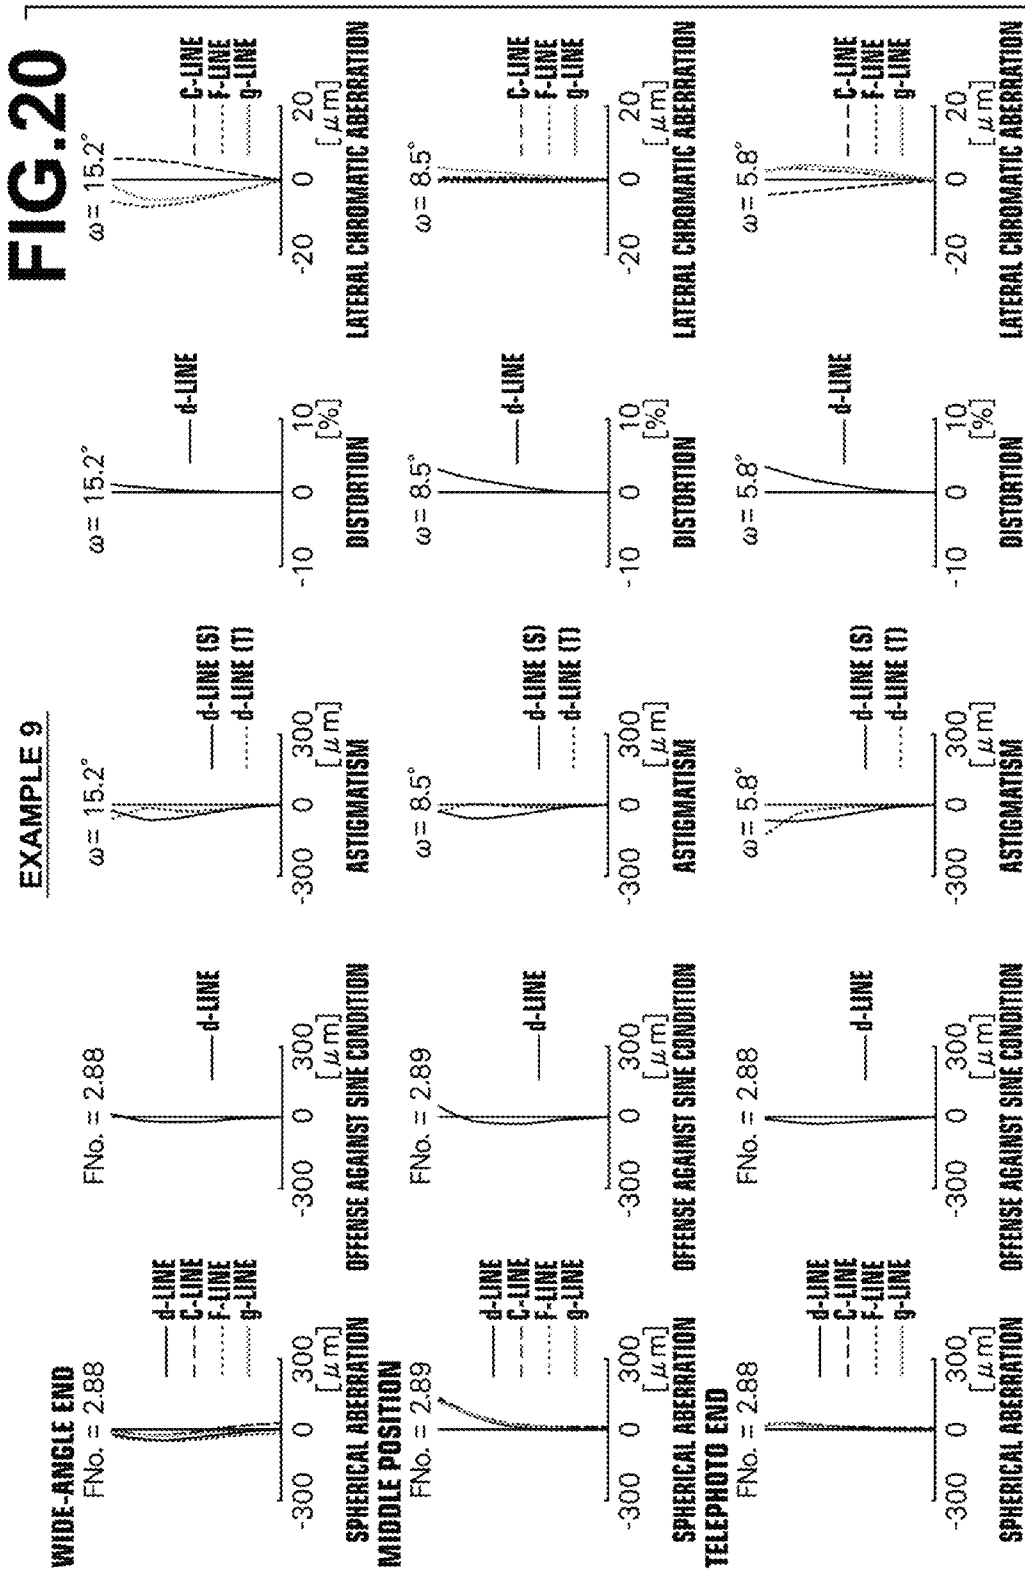 FIG.20
EXAMPLE 9
WIDE-ANGLE END
FNo. = 2.88
d-LINE
C-LINE
F-LINE
g-LINE
-300 0 300
[μm]
SPHERICAL ABERRATION
FNo. = 2.88
d-LINE
-300 0 300
[μm]
OFFENSE AGAINST SINE CONDITION
ω= 15.2°
d-LINE (S)
d-LINE (T)
-300 0 300
[μm]
ASTIGMATISM
ω= 15.2°
d-LINE
-10 0 10
[%]
DISTORTION
ω= 15.2°
C-LINE
F-LINE
g-LINE
-20 0 20
[μm]
LATERAL CHROMATIC ABERRATION
MIDDLE POSITION
FNo. = 2.89
d-LINE
C-LINE
F-LINE
g-LINE
-300 0 300
[μm]
SPHERICAL ABERRATION
FNo. = 2.89
d-LINE
-300 0 300
[μm]
OFFENSE AGAINST SINE CONDITION
ω= 8.5°
d-LINE (S)
d-LINE (T)
-300 0 300
[μm]
ASTIGMATISM
ω= 8.5°
d-LINE
-10 0 10
[%]
DISTORTION
ω= 8.5°
C-LINE
F-LINE
g-LINE
-20 0 20
[μm]
LATERAL CHROMATIC ABERRATION
TELEPHOTO END
FNo. = 2.88
d-LINE
C-LINE
F-LINE
g-LINE
-300 0 300
[μm]
SPHERICAL ABERRATION
FNo. = 2.88
d-LINE
-300 0 300
[μm]
OFFENSE AGAINST SINE CONDITION
ω= 5.8°
d-LINE (S)
d-LINE (T)
-300 0 300
[μm]
ASTIGMATISM
ω= 5.8°
d-LINE
-10 0 10
[%]
DISTORTION
ω= 5.8°
C-LINE
F-LINE
g-LINE
-20 0 20
[μm]
LATERAL CHROMATIC ABERRATION